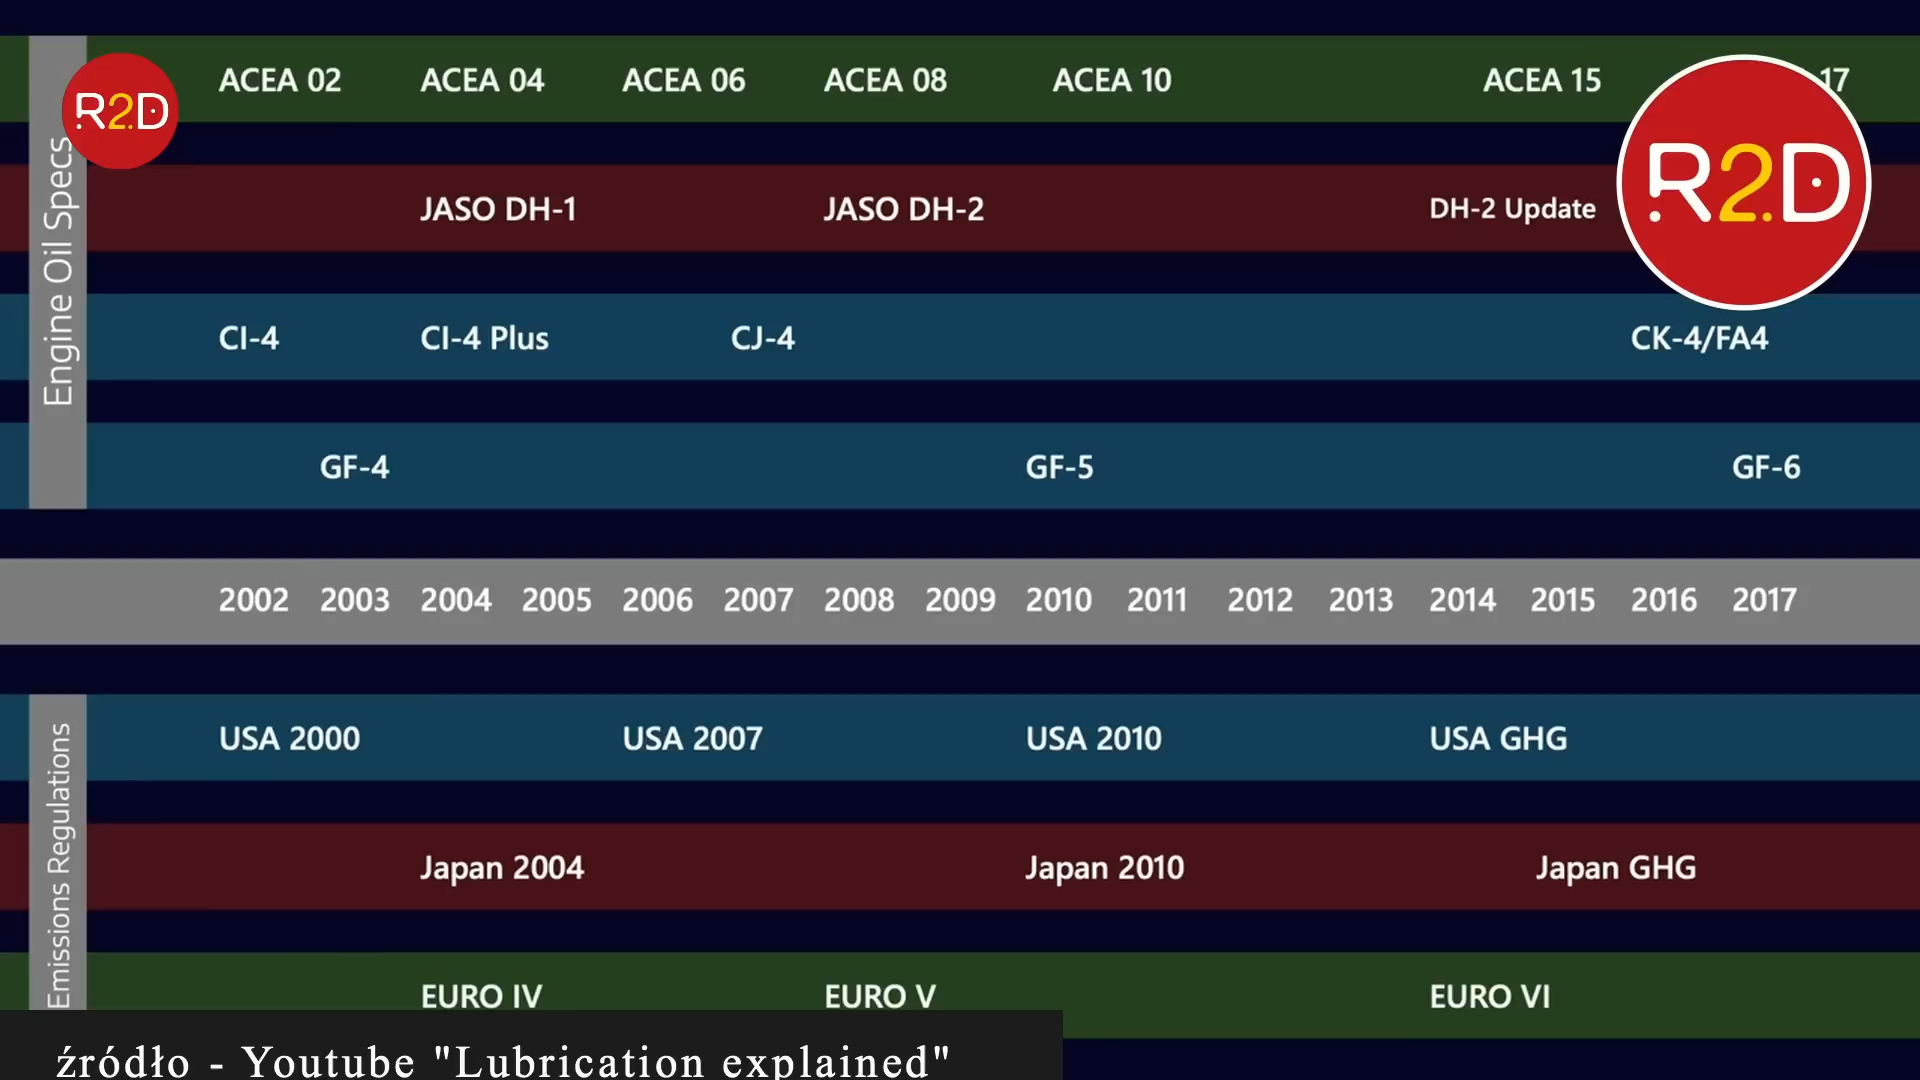 ACEA 02 ACEA 04 ACEA 06 ACEA 08 ACEA 10 ACEA 15 17
R2D
R2D
Engine Oil Specs
JASO DH-1 JASO DH-2 DH-2 Update
CI-4 CI-4 Plus CJ-4 CK-4/FA4
GF-4 GF-5 GF-6
2002 2003 2004 2005 2006 2007 2008 2009 2010 2011 2012 2013 2014 2015 2016 2017
Emissions Regulations
USA 2000 USA 2007 USA 2010 USA GHG
Japan 2004 Japan 2010 Japan GHG
EURO IV EURO V EURO VI
źródło - Youtube "Lubrication explained"